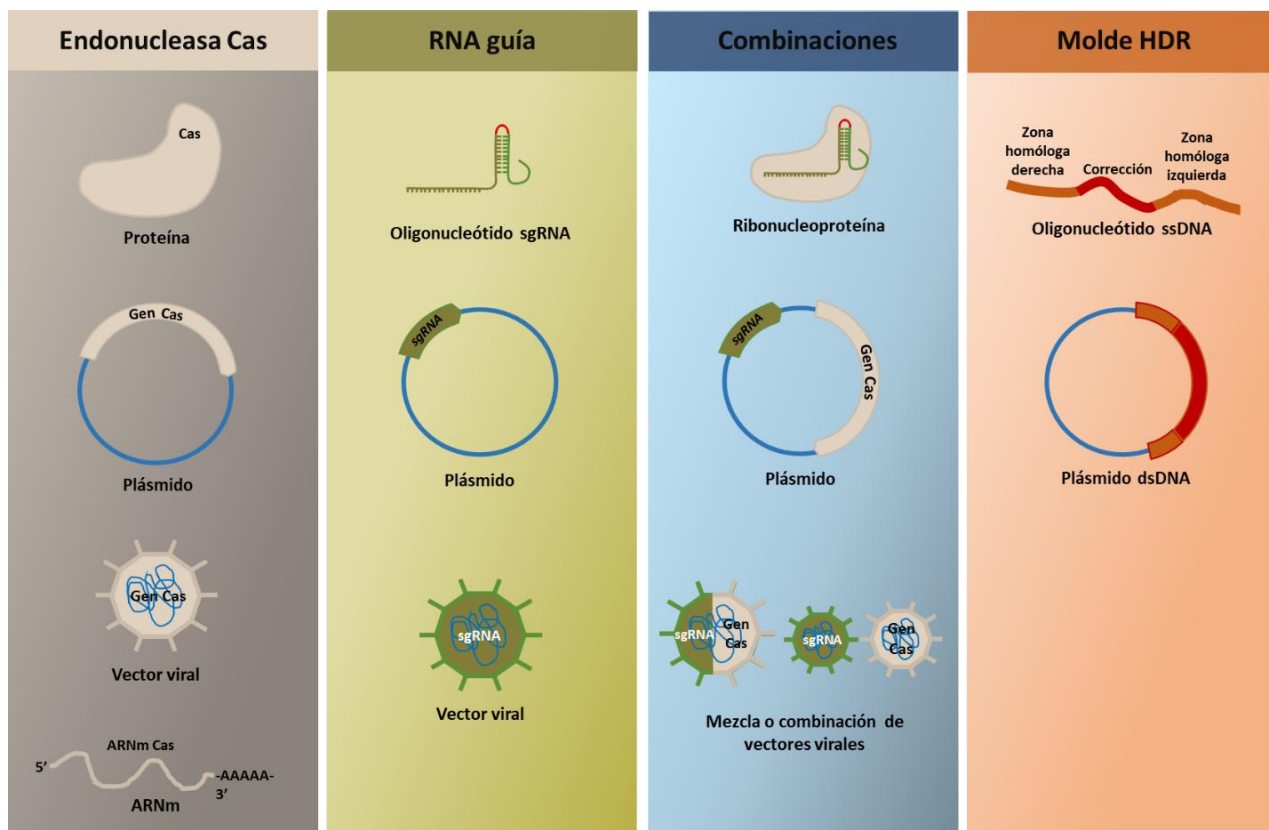 Endonucleasa Cas
Cas
Proteína
Gen Cas
Plásmido
Gen Cas
Vector viral
ARNm Cas
5’
-AAAAA-
3’
ARNm
RNA guía
Oligonucleótido sgRNA
sgRNA
Plásmido
sgRNA
Vector viral
Combinaciones
Ribonucleoproteína
sgRNA
Gen Cas
Plásmido
sgRNA
Gen
Cas
sgRNA
Gen
Cas
Mezcla o combinación de
vectores virales
Molde HDR
Zona
homóloga
derecha
Corrección
Zona
homóloga
izquierda
Oligonucleótido ssDNA
Plásmido dsDNA